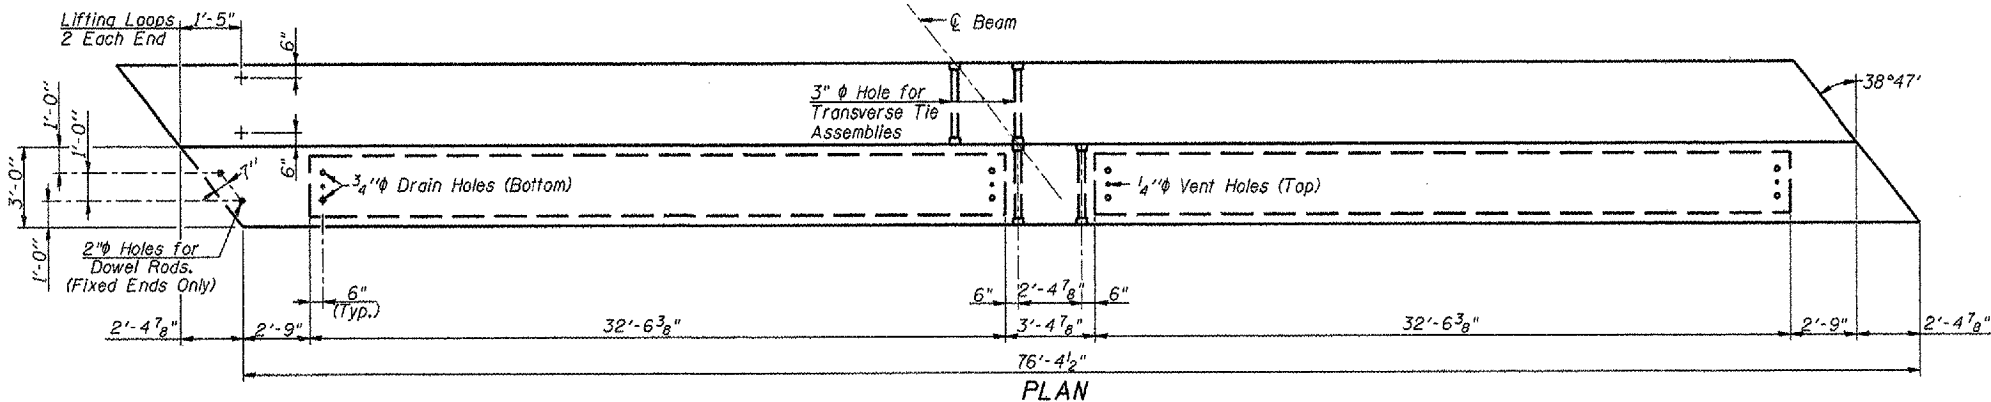 Lifting Loops
2 Each End
1'-5"
6"
℄ Beam
3" ϕ Hole for
Transverse Tie
Assemblies
38°47'
1'-0"
1'-0"
3'-0"
6"
7"
3/4"ϕ Drain Holes (Bottom)
1/4"ϕ Vent Holes (Top)
1'-0"
2"ϕ Holes for
Dowel Rods.
(Fixed Ends Only)
6"
(Typ.)
6"
2'-4 7/8"
6"
2'-4 7/8"
2'-9"
32'-6 3/8"
3'-4 7/8"
32'-6 3/8"
2'-9"
2'-4 7/8"
76'-4 1/2"
PLAN